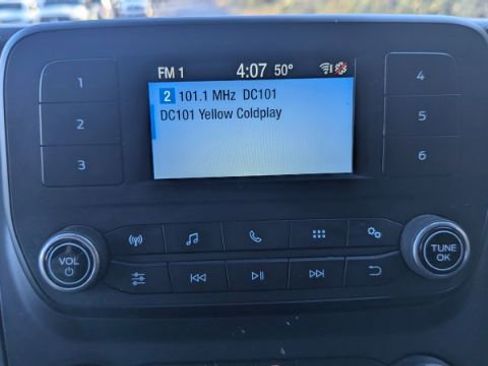 FM 1 4:07 50°
2 101.1 MHz DC101
DC101 Yellow Coldplay
1
2
3
4
5
6
VOL
TUNE
OK